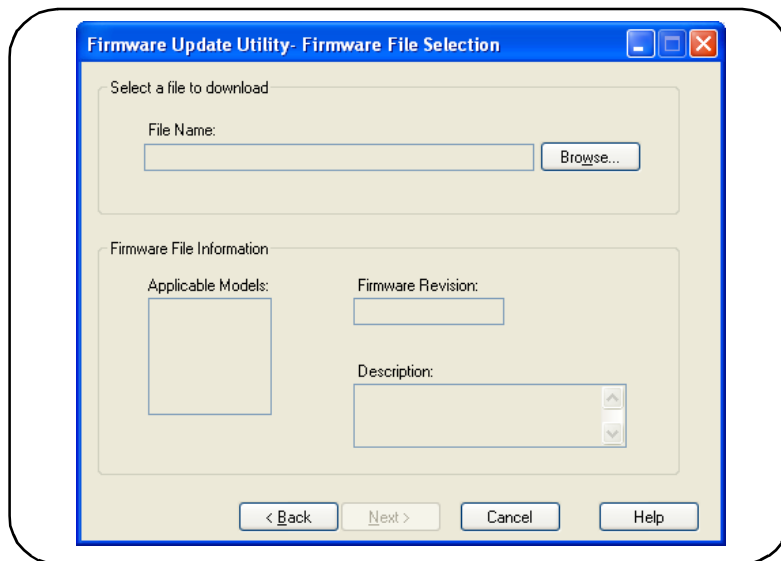 Firmware Update Utility- Firmware File Selection
Select a file to download
File Name:
Browse...
Firmware File Information
Applicable Models:
Firmware Revision:
Description:
< Back
Next >
Cancel
Help